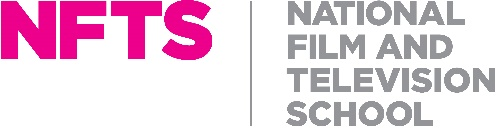 NFTS
NATIONAL
FILM AND
TELEVISION
SCHOOL